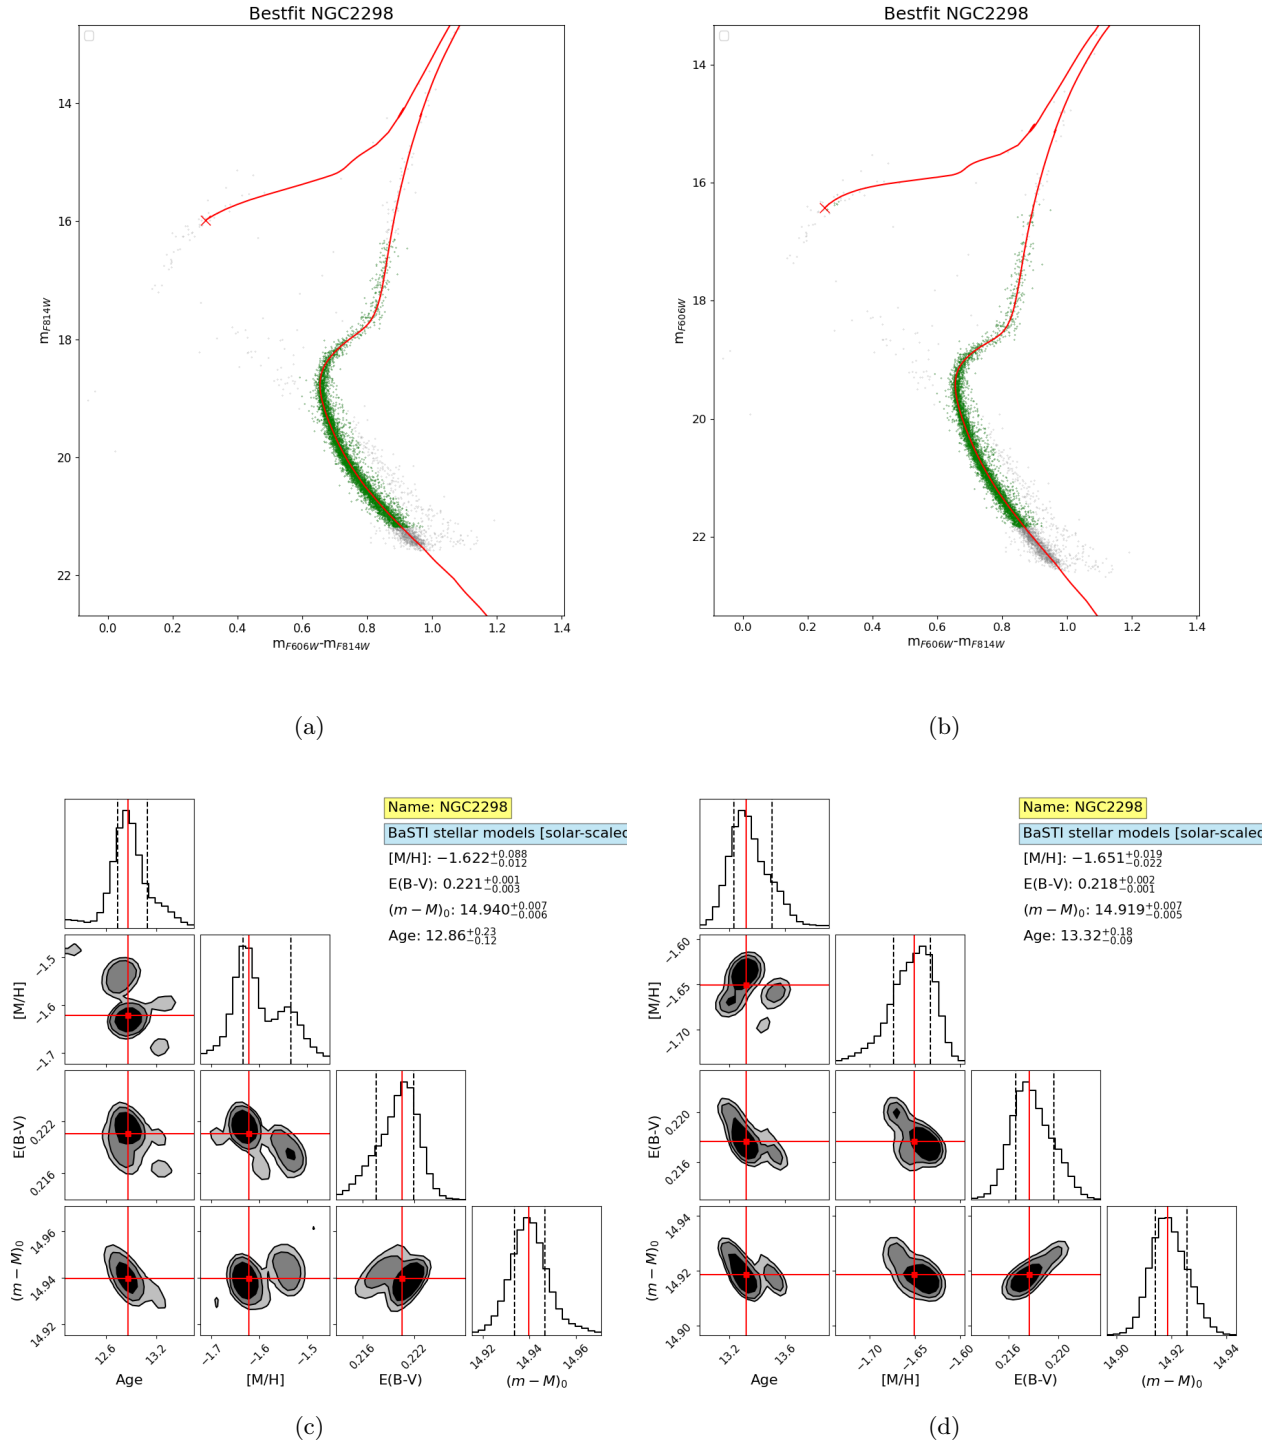 Bestfit NGC2298
14
16
18
20
22
m_F814W
0.0 0.2 0.4 0.6 0.8 1.0 1.2 1.4
m_F606W-m_F814W
(a)
Bestfit NGC2298
14
16
18
20
22
m_F606W
0.0 0.2 0.4 0.6 0.8 1.0 1.2 1.4
m_F606W-m_F814W
(b)
Name: NGC2298
BaSTI stellar models [solar-scaled
[M/H]: −1.622 +0.088 −0.012
E(B-V): 0.221 +0.001 −0.003
(m − M)₀: 14.940 +0.007 −0.006
Age: 12.86 +0.23 −0.12
[M/H]
−1.5
−1.6
−1.7
E(B-V)
0.222
0.216
(m − M)₀
14.96
14.94
14.92
12.6 13.2
−1.7 −1.6 −1.5
0.216 0.222
14.92 14.94 14.96
Age [M/H] E(B-V) (m − M)₀
(c)
Name: NGC2298
BaSTI stellar models [solar-scaled
[M/H]: −1.651 +0.019 −0.022
E(B-V): 0.218 +0.002 −0.001
(m − M)₀: 14.919 +0.007 −0.005
Age: 13.32 +0.18 −0.09
[M/H]
−1.60
−1.65
−1.70
E(B-V)
0.220
0.216
(m − M)₀
14.94
14.92
14.90
13.2 13.6
−1.70 −1.65 −1.60
0.216 0.220
14.90 14.92 14.94
Age [M/H] E(B-V) (m − M)₀
(d)